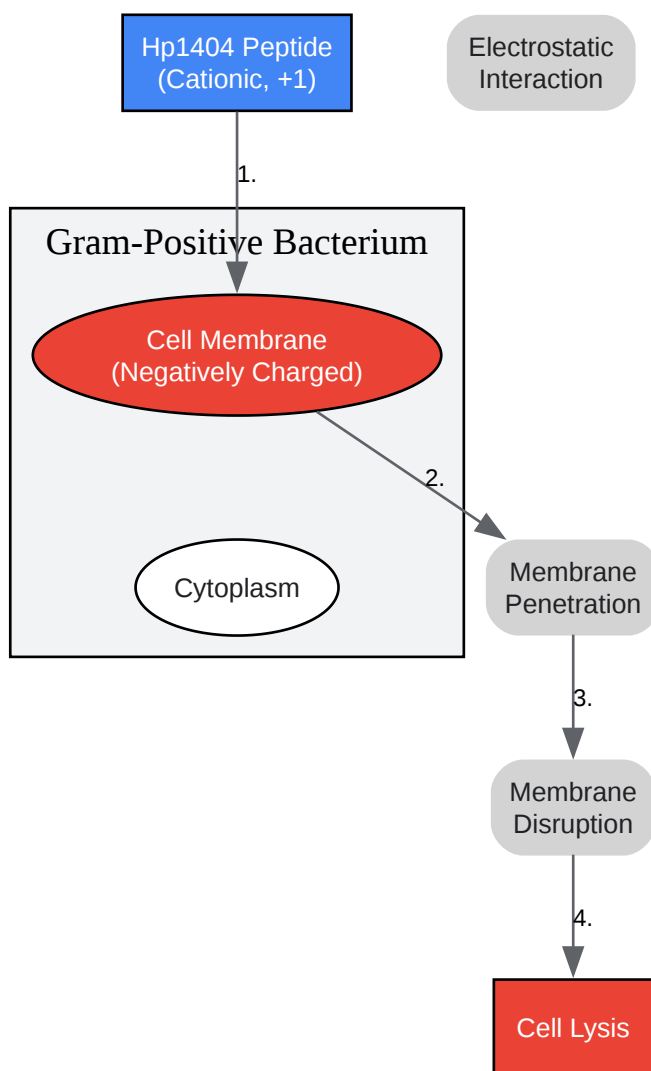 Hp1404 Peptide
(Cationic, +1)
Electrostatic
Interaction
1.
Gram-Positive Bacterium
Cell Membrane
(Negatively Charged)
2.
Cytoplasm
Membrane
Penetration
3.
Membrane
Disruption
4.
Cell Lysis